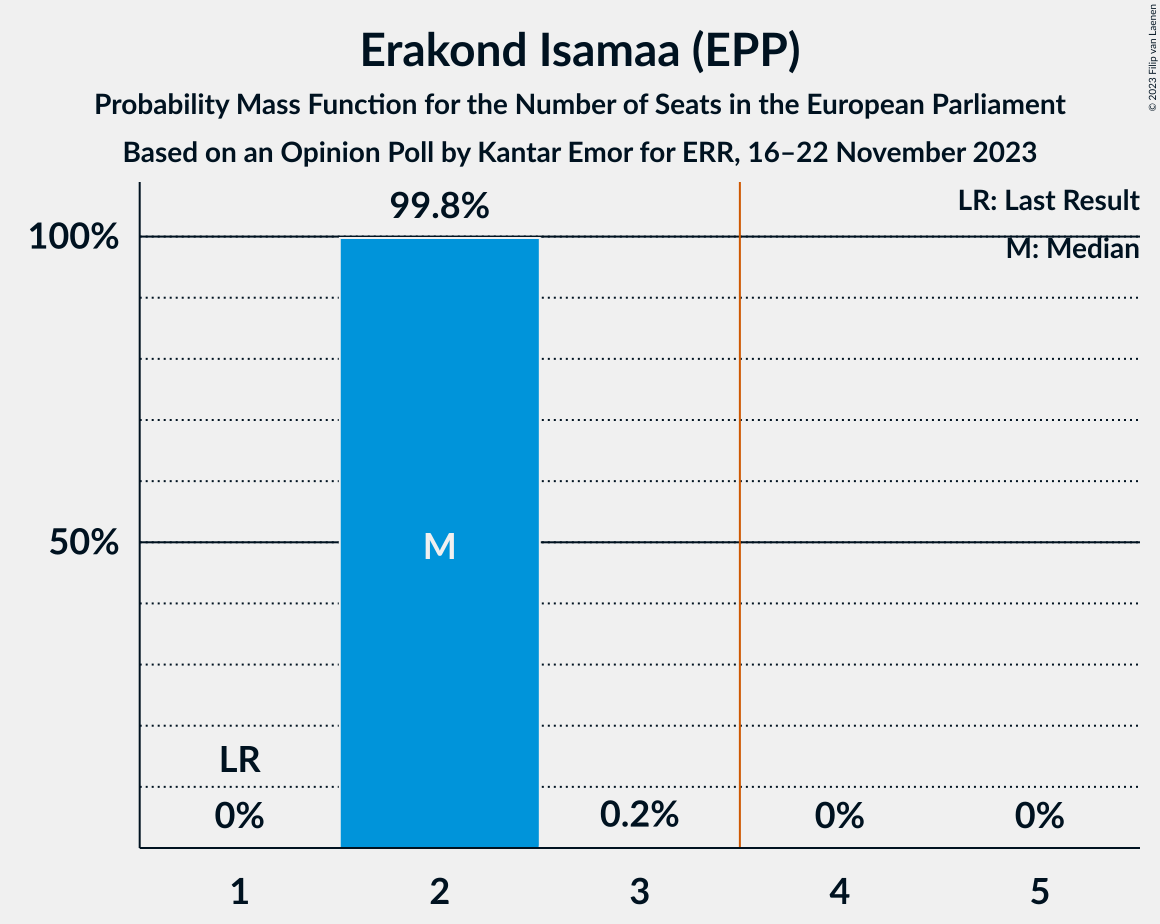 Erakond Isamaa (EPP)
Probability Mass Function for the Number of Seats in the European Parliament
Based on an Opinion Poll by Kantar Emor for ERR, 16–22 November 2023
© 2023 Filip van Laenen
99.8%
LR: Last Result
100%
M: Median
50%
M
LR
0%
0.2%
0%
0%
1
2
3
4
5